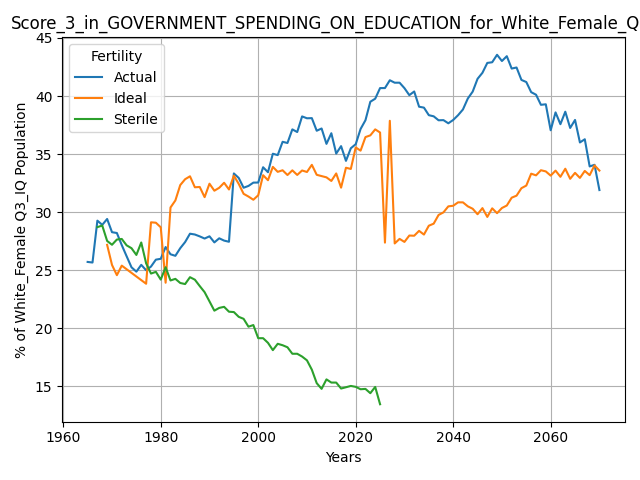 Score_3_in_GOVERNMENT_SPENDING_ON_EDUCATION_for_White_Female_Q
Fertility
Actual
Ideal
Sterile
% of White_Female Q3_IQ Population
45
40
35
30
25
20
15
1960
1980
2000
2020
2040
2060
Years